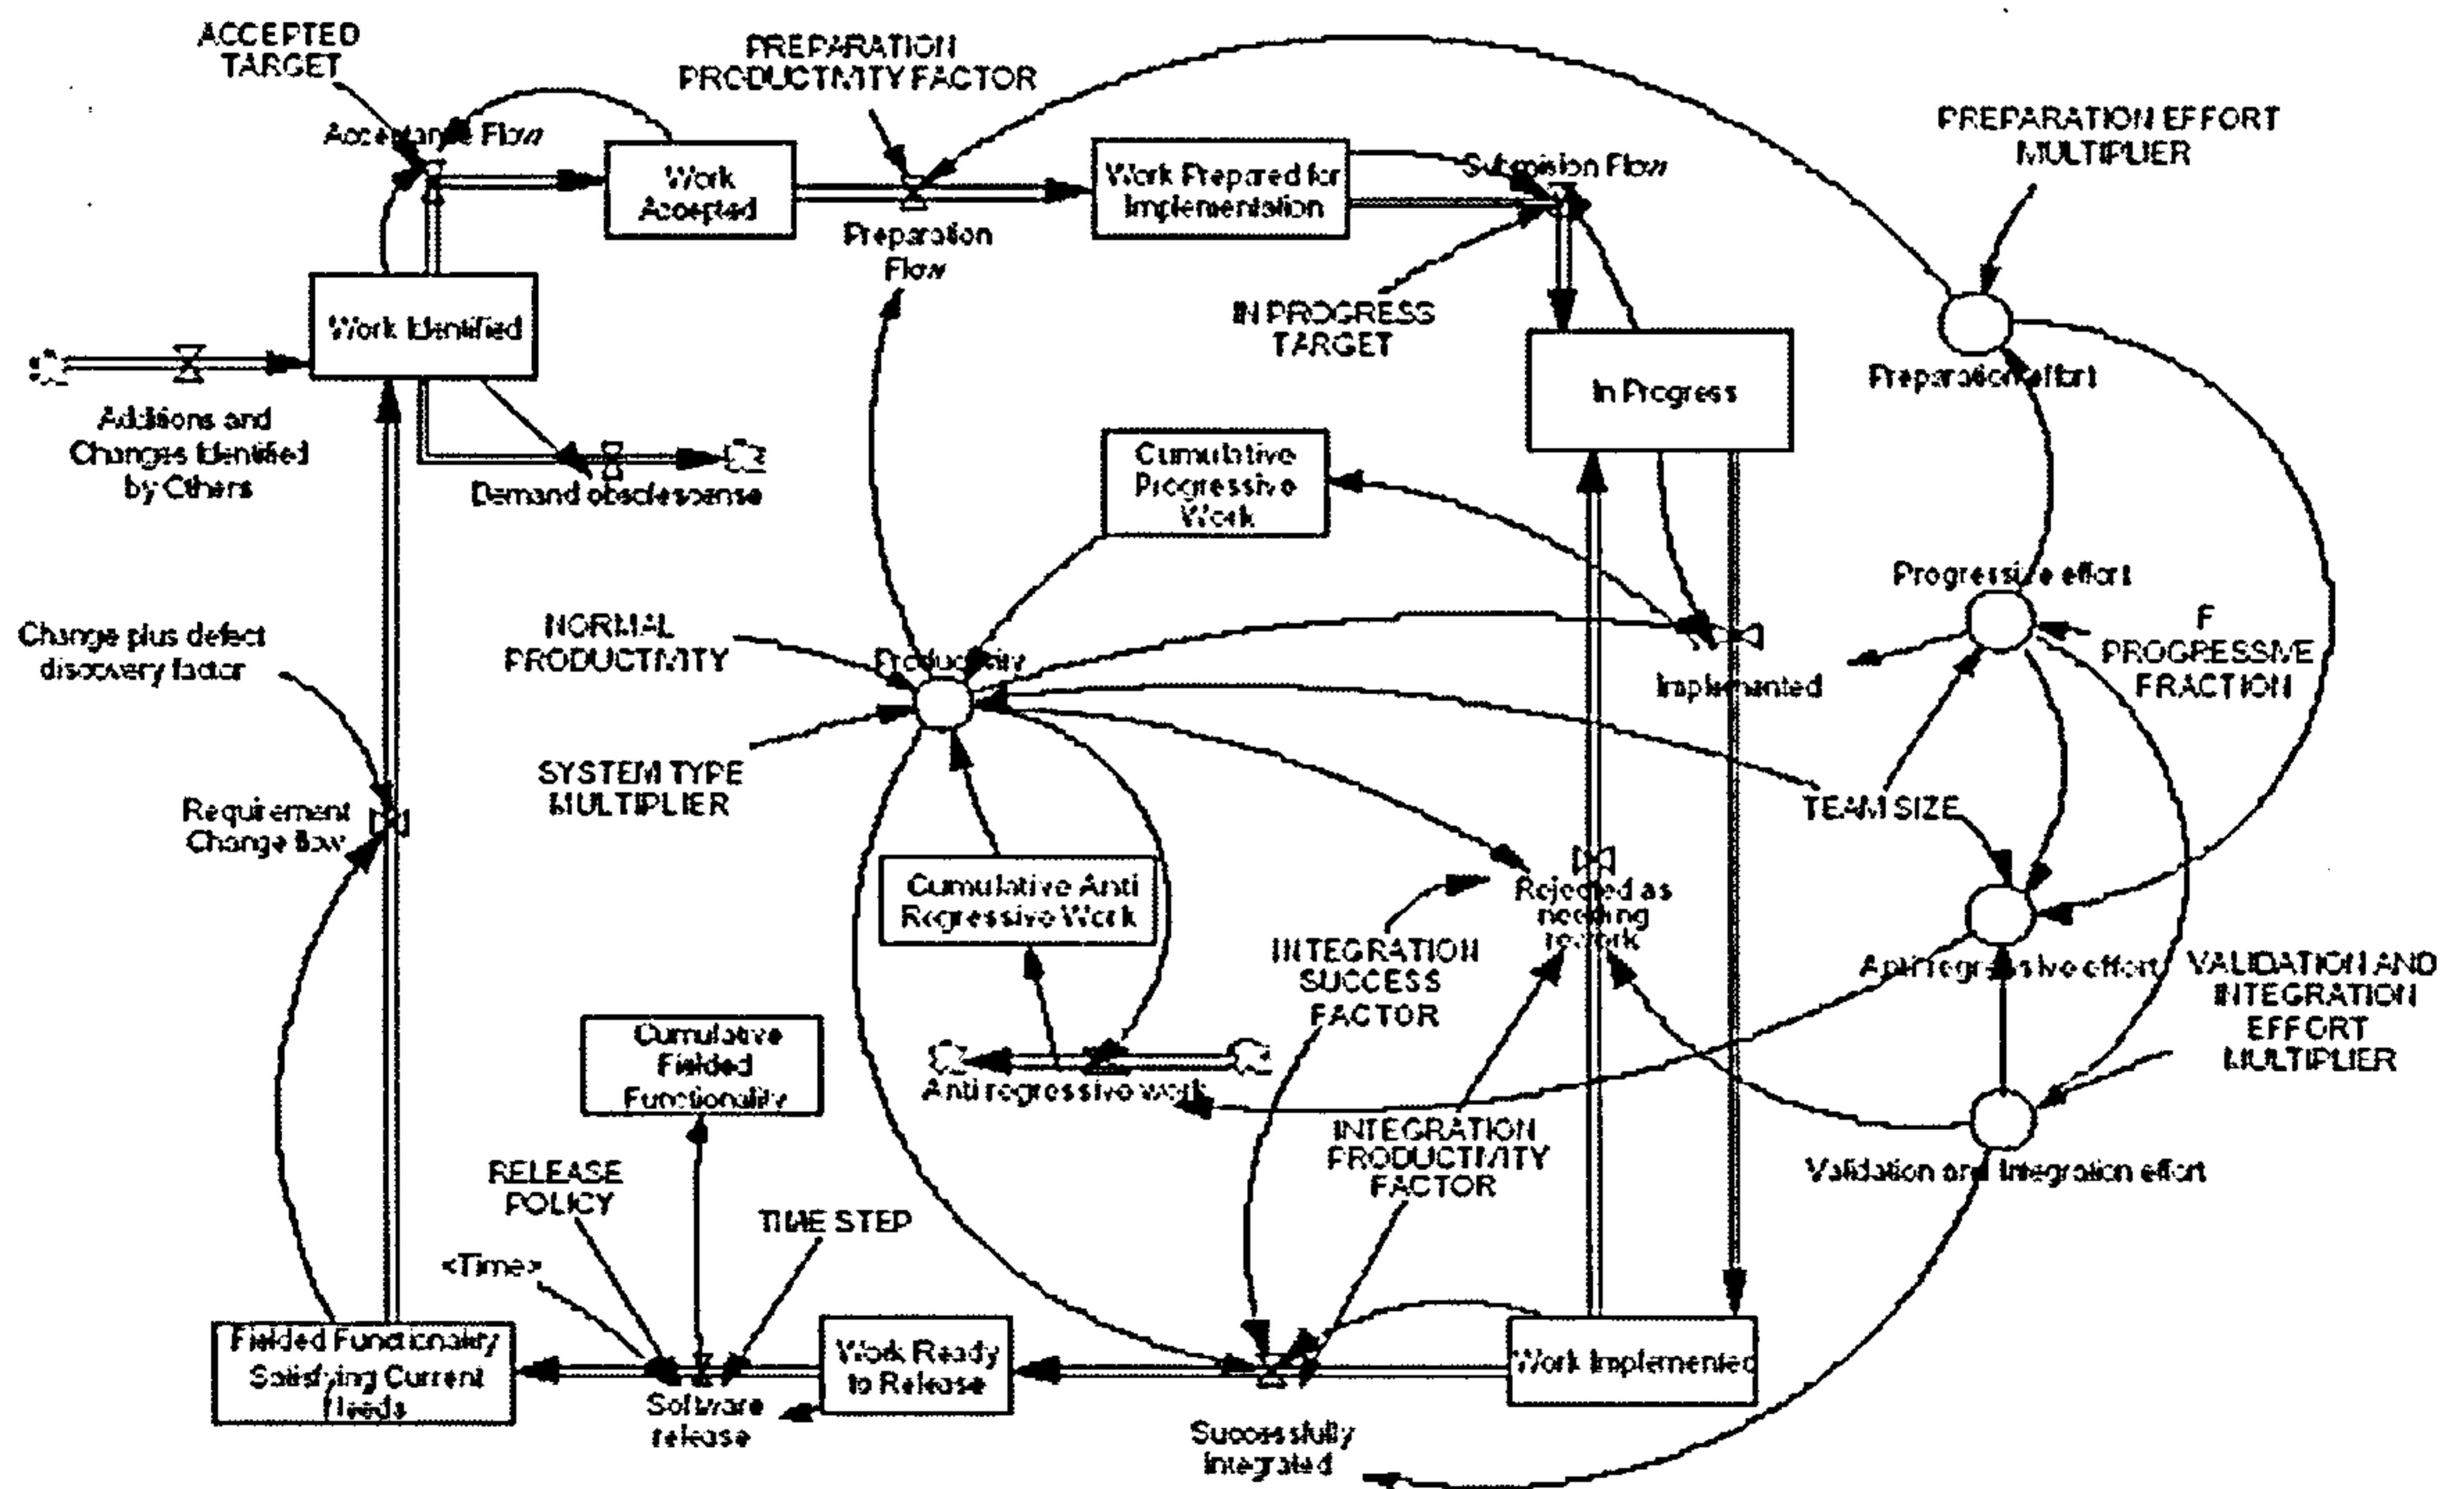 ACCEPTED
TARGET
PREPARATION
PRODUCTIVITY FACTOR
Acceptance Flow
Work
Accepted
Preparation
Flow
Work Prepared for
Implementation
Submision Flow
PREPARATION EFFORT
MULTIPLIER
IN PROGRESS
TARGET
Work Identified
In Progress
Preparation effort
Additions and
Changes Identified
by Others
Demand obsolescense
Cumulative
Progressive
Work
Progressive effort
F
PROGRESSIVE
FRACTION
Change plus defect
discovery factor
NORMAL
PRODUCTIVITY
Productivity
Implemented
SYSTEM TYPE
MULTIPLIER
TEAM SIZE
Requirement
Change flow
Cumulative Anti
Regressive Work
Rejected as
needing
rework
INTEGRATION
SUCCESS
FACTOR
Anti regressive effort
VALIDATION AND
INTEGRATION
EFFORT
MULTIPLIER
Cumulative
Fielded
Functionality
Anti regressive work
INTEGRATION
PRODUCTIVITY
FACTOR
Validation and Integration effort
RELEASE
POLICY
TIME STEP
<Time>
Fielded Functionality
Satisfying Current
Needs
Software
release
Work Ready
to Release
Work Implemented
Successfully
Integrated